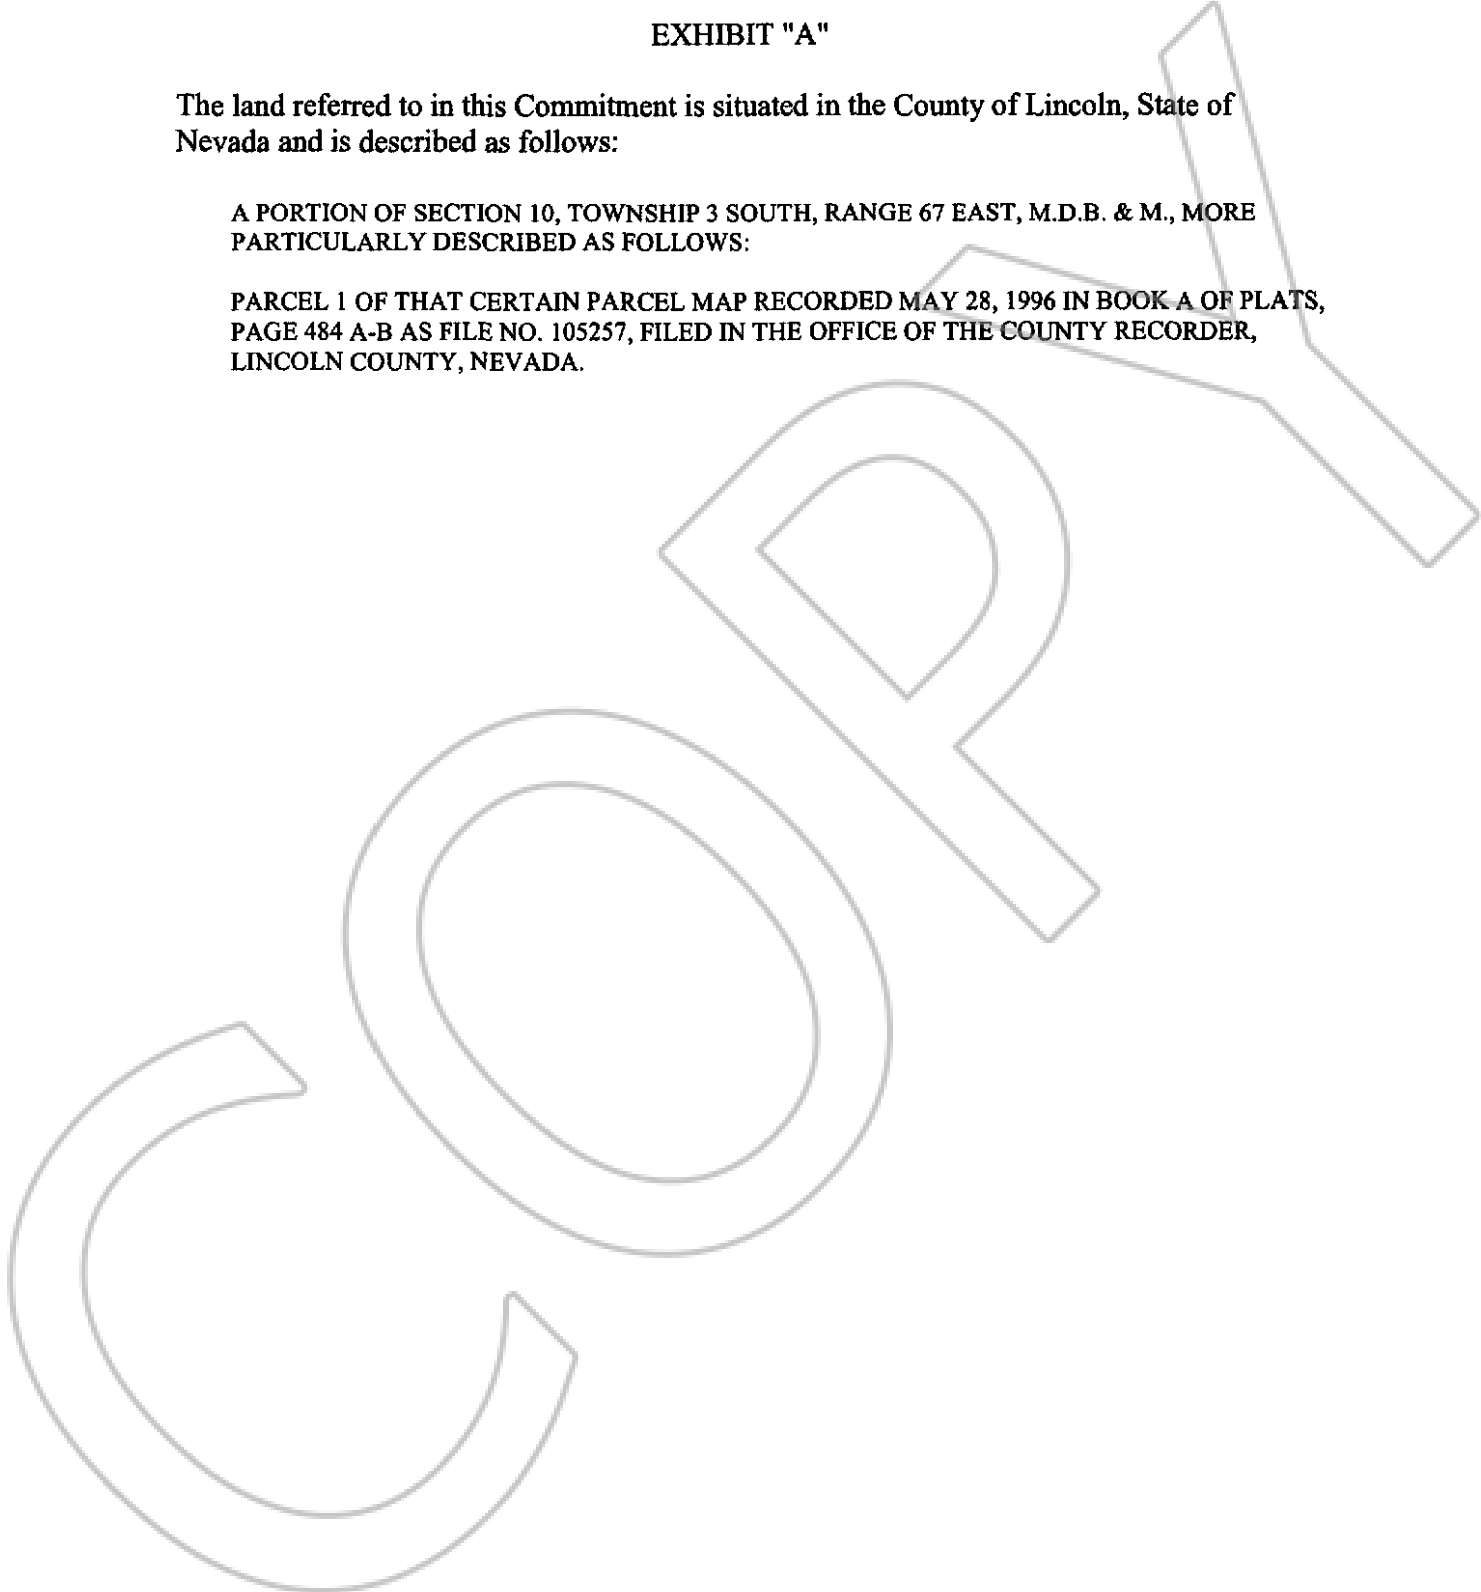 EXHIBIT "A"
The land referred to in this Commitment is situated in the County of Lincoln, State of
Nevada and is described as follows:
A PORTION OF SECTION 10, TOWNSHIP 3 SOUTH, RANGE 67 EAST, M.D.B. & M., MORE
PARTICULARLY DESCRIBED AS FOLLOWS:
PARCEL 1 OF THAT CERTAIN PARCEL MAP RECORDED MAY 28, 1996 IN BOOK A OF PLATS,
PAGE 484 A-B AS FILE NO. 105257, FILED IN THE OFFICE OF THE COUNTY RECORDER,
LINCOLN COUNTY, NEVADA.
COPY